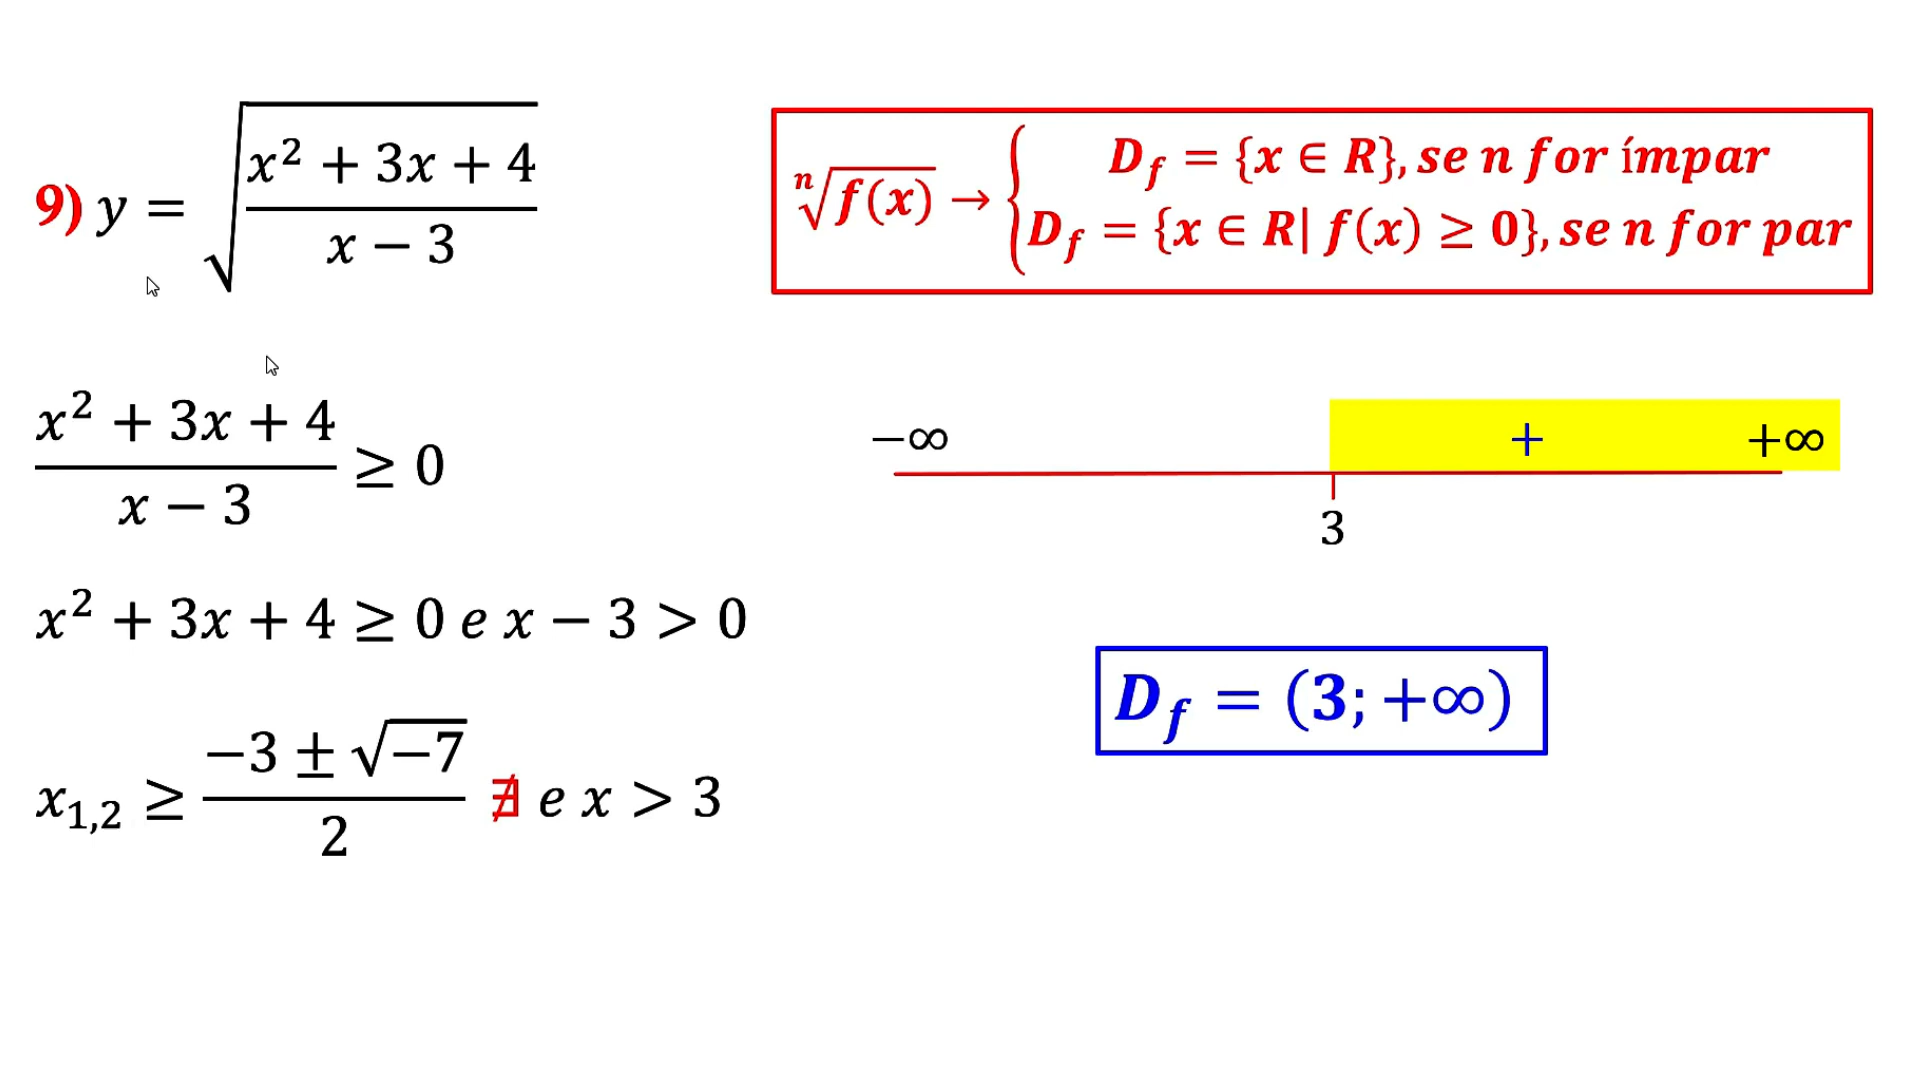 9) y = √((x² + 3x + 4)/(x − 3))
ⁿ√f(x) → { D_f = {x ∈ R}, se n for ímpar
D_f = {x ∈ R| f(x) ≥ 0}, se n for par
(x² + 3x + 4)/(x − 3) ≥ 0
−∞ + +∞
3
x² + 3x + 4 ≥ 0 e x − 3 > 0
D_f = (3; +∞)
x₁,₂ ≥ (−3 ± √−7)/2 ∄ e x > 3